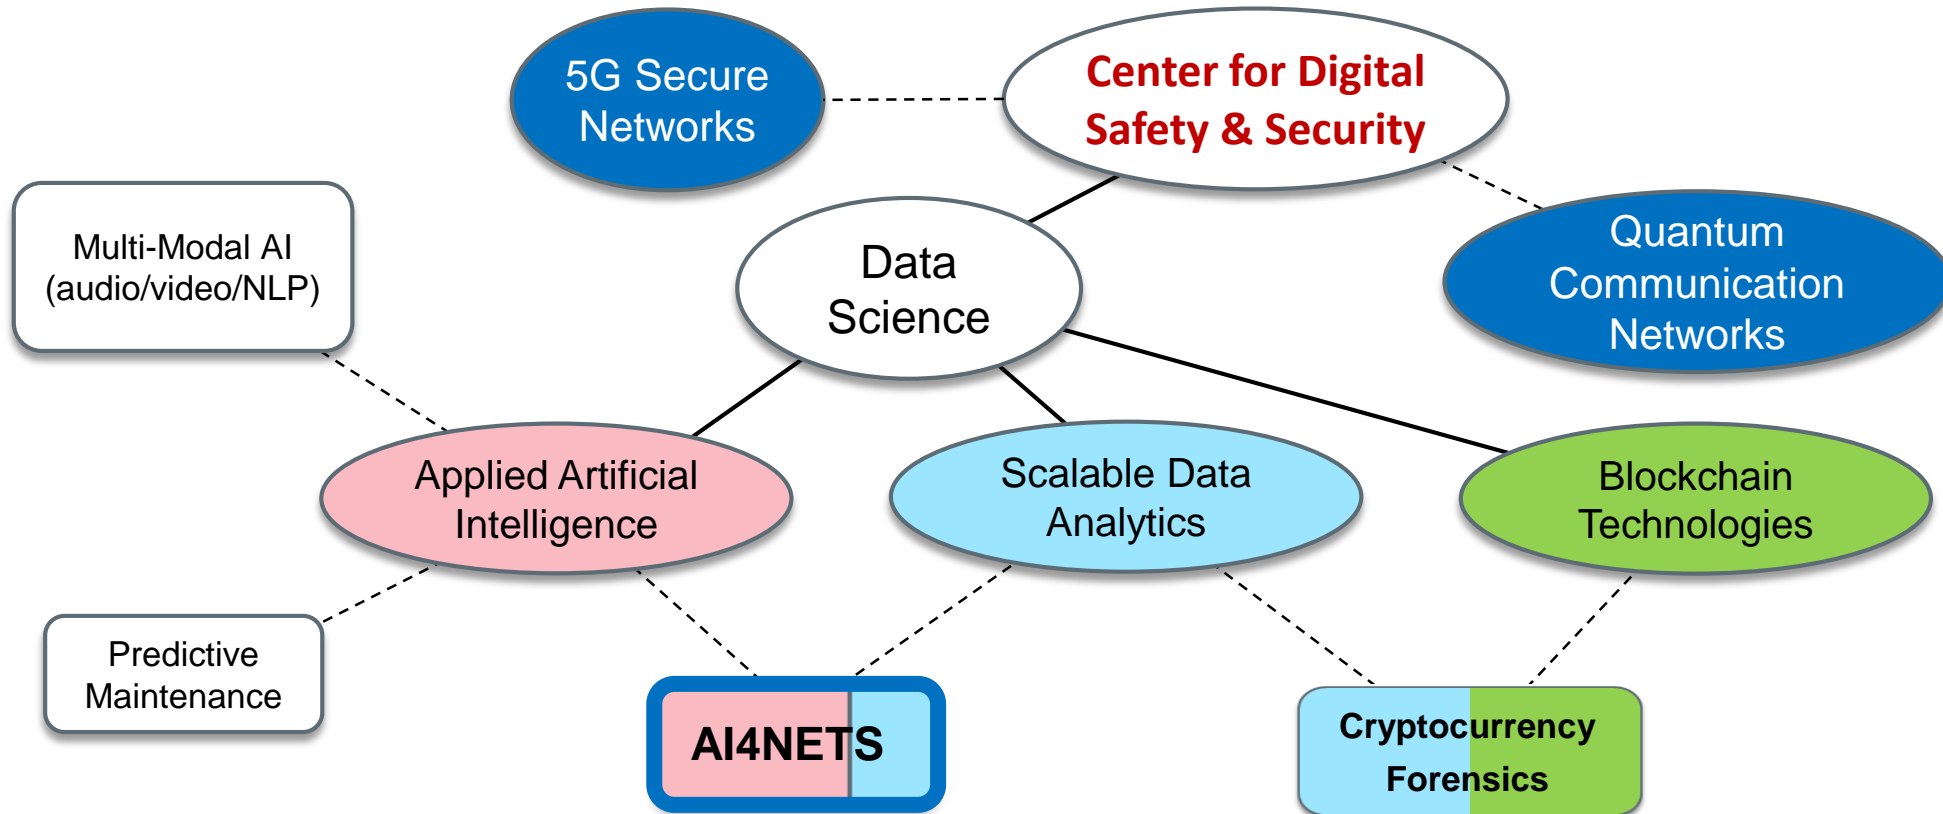 5G Secure
Networks
Center for Digital
Safety & Security
Multi-Modal AI
(audio/video/NLP)
Data
Science
Quantum
Communication
Networks
Applied Artificial
Intelligence
Scalable Data
Analytics
Blockchain
Technologies
Predictive
Maintenance
AI4NETS
Cryptocurrency
Forensics